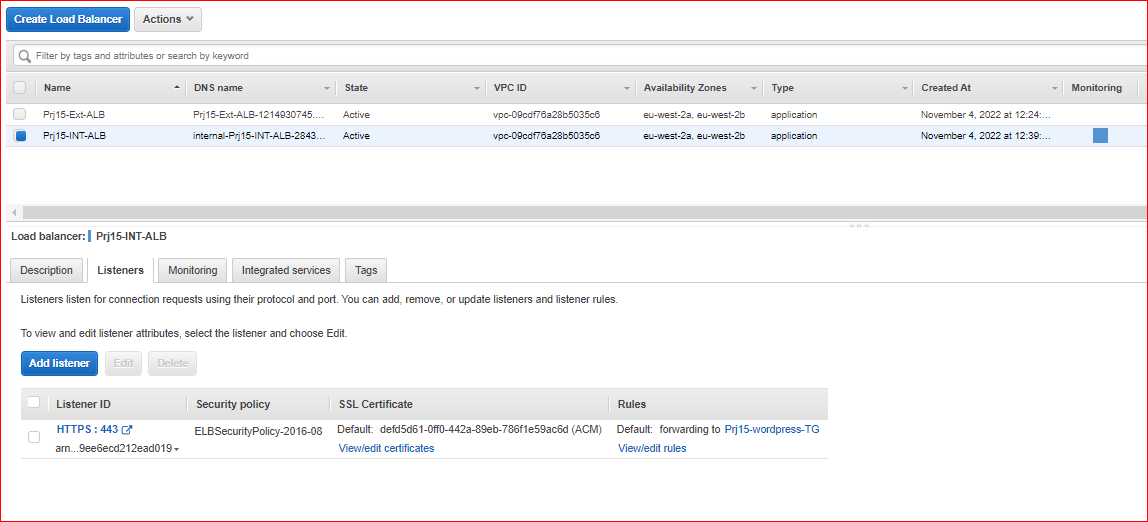 Create Load Balancer Actions
Filter by tags and attributes or search by keyword
Name DNS name State VPC ID Availability Zones Type Created At Monitoring
Prj15-Ext-ALB Prj15-Ext-ALB-1214930745.... Active vpc-09cdf76a28b5035c6 eu-west-2a, eu-west-2b application November 4, 2022 at 12:24:...
Prj15-INT-ALB internal-Prj15-INT-ALB-2843... Active vpc-09cdf76a28b5035c6 eu-west-2a, eu-west-2b application November 4, 2022 at 12:39:...
Load balancer: Prj15-INT-ALB
Description Listeners Monitoring Integrated services Tags
Listeners listen for connection requests using their protocol and port. You can add, remove, or update listeners and listener rules.
To view and edit listener attributes, select the listener and choose Edit.
Add listener Edit Delete
Listener ID Security policy SSL Certificate Rules
HTTPS : 443 ELBSecurityPolicy-2016-08 Default: defd5d61-0ff0-442a-89eb-786f1e59ac6d (ACM) Default: forwarding to Prj15-wordpress-TG
arn...9ee6ecd212ead019 View/edit certificates View/edit rules